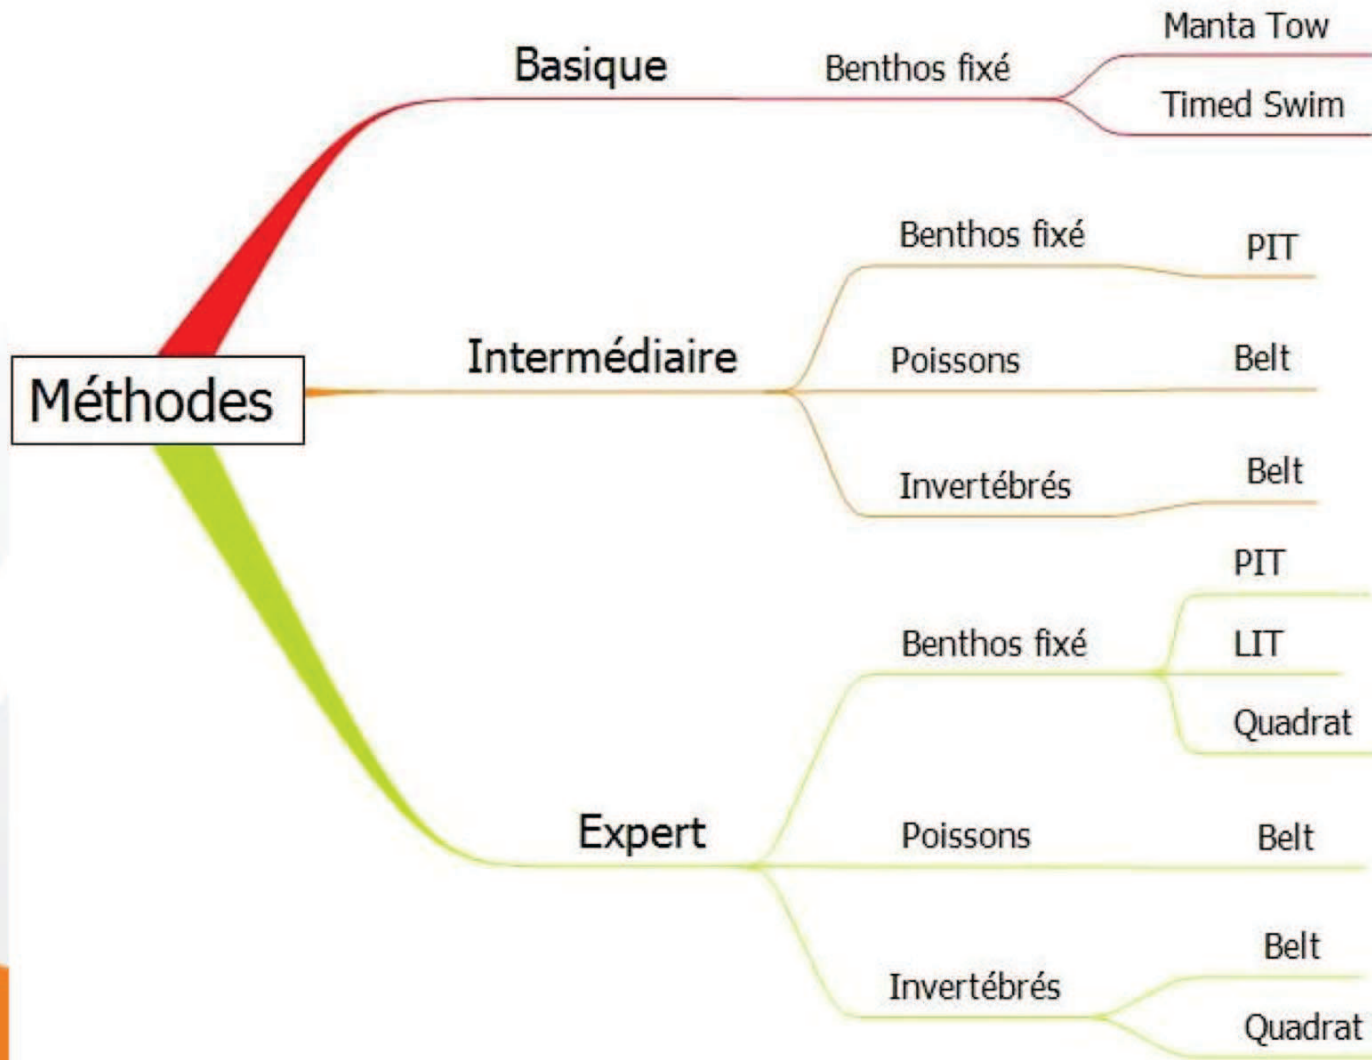 Méthodes
Basique
Benthos fixé
Manta Tow
Timed Swim
Intermédiaire
Benthos fixé
PIT
Poissons
Belt
Invertébrés
Belt
Expert
Benthos fixé
PIT
LIT
Quadrat
Poissons
Belt
Invertébrés
Belt
Quadrat